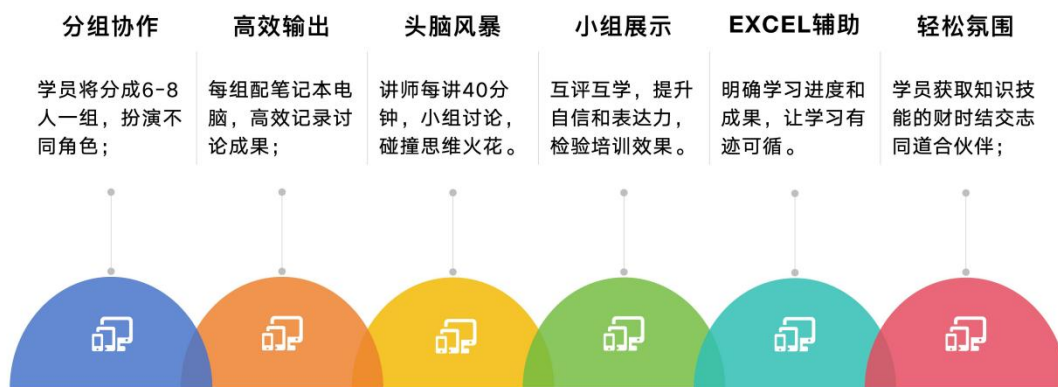 分组协作
学员将分成6-8
人一组，扮演不
同角色；
高效输出
每组配笔记本电
脑，高效记录讨
论成果；
头脑风暴
讲师每讲40分
钟，小组讨论，
碰撞思维火花。
小组展示
互评互学，提升
自信和表达力，
检验培训效果。
EXCEL辅助
明确学习进度和
成果，让学习有
迹可循。
轻松氛围
学员获取知识技
能的财时结交志
同道合伙伴；